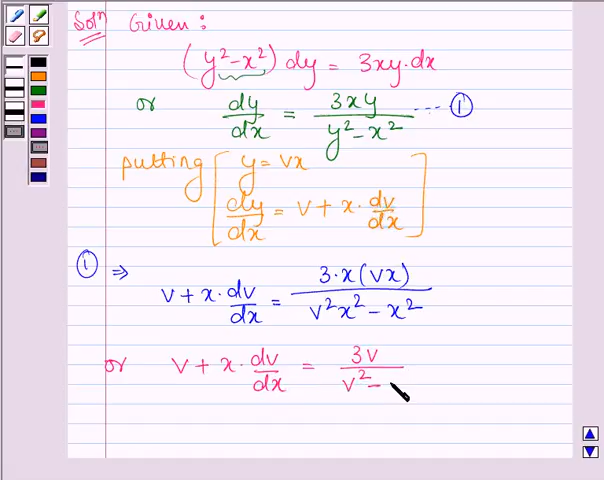 Solⁿ Given :
(y² − x²) dy = 3xy·dx
or dy/dx = 3xy/(y² − x²) ---- ①
putting [ y = vx
dy/dx = v + x · dv/dx ]
① ⇒
v + x · dv/dx = 3·x(vx)/(v²x² − x²)
or v + x · dv/dx = 3v/(v² −